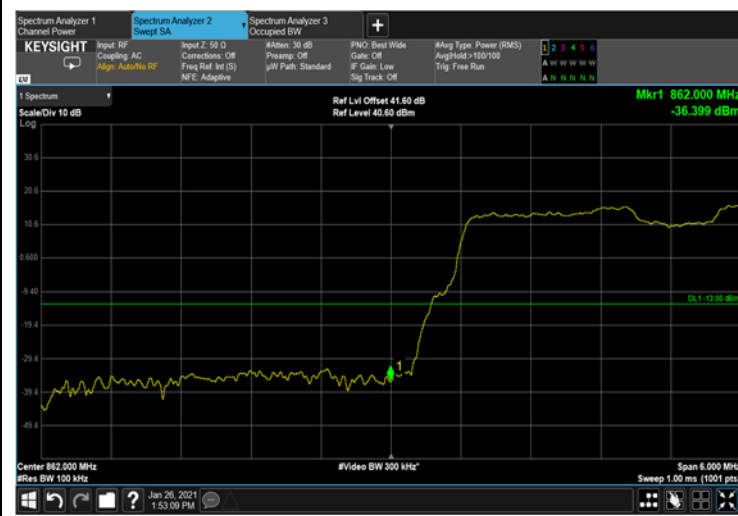 Spectrum Analyzer 1
Channel Power
Spectrum Analyzer 2
Swept SA
Spectrum Analyzer 3
Occupied BW
+
KEYSIGHT
LXI
Input: RF
Coupling: AC
Align: Auto/No RF
Input Z: 50 Ω
Corrections: Off
Freq Ref: Int (S)
NFE: Adaptive
#Atten: 30 dB
Preamp: Off
µW Path: Standard
PNO: Best Wide
Gate: Off
IF Gain: Low
Sig Track: Off
#Avg Type: Power (RMS)
Avg|Hold>100/100
Trig: Free Run
1 2 3 4 5 6
A W W W W W
A N N N N N
1 Spectrum
Scale/Div 10 dB
Log
Ref Lvl Offset 41.60 dB
Ref Level 40.60 dBm
Mkr1 862.000 MHz
-36.399 dBm
30.6
20.6
10.6
0.600
-9.40
DL1 -13.00 dBm
-19.4
-29.4
1
-39.4
-49.4
Center 862.000 MHz
#Res BW 100 kHz
#Video BW 300 kHz*
Span 6.000 MHz
Sweep 1.00 ms (1001 pts)
?
Jan 26, 2021
1:53:09 PM